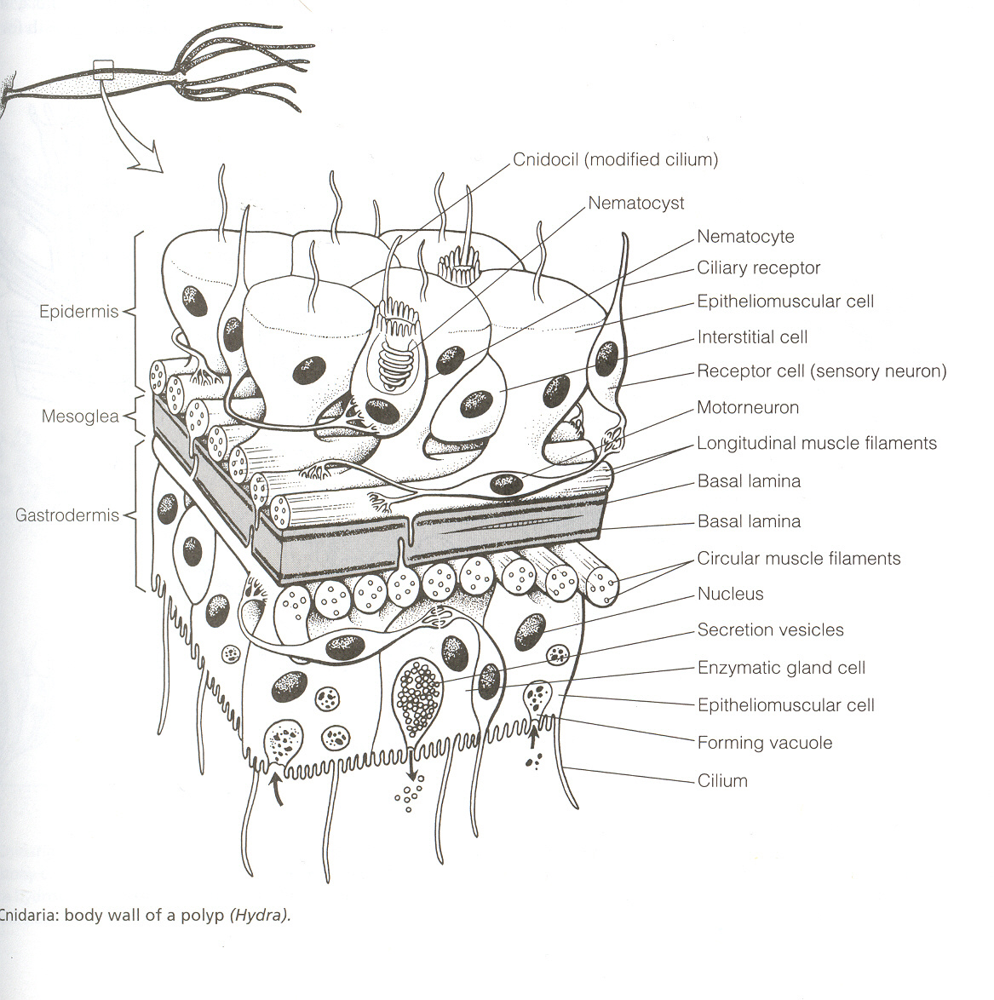 Cnidocil (modified cilium)
Nematocyst
Nematocyte
Ciliary receptor
Epitheliomuscular cell
Interstitial cell
Receptor cell (sensory neuron)
Motorneuron
Longitudinal muscle filaments
Basal lamina
Basal lamina
Circular muscle filaments
Nucleus
Secretion vesicles
Enzymatic gland cell
Epitheliomuscular cell
Forming vacuole
Cilium
Epidermis
Mesoglea
Gastrodermis
Cnidaria: body wall of a polyp (Hydra).